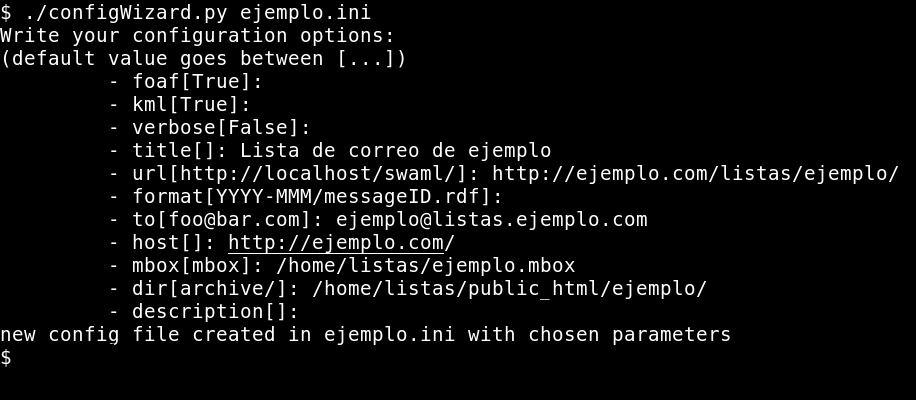 $ ./configWizard.py ejemplo.ini
Write your configuration options:
(default value goes between [...])
- foaf[True]:
- kml[True]:
- verbose[False]:
- title[]: Lista de correo de ejemplo
- url[http://localhost/swaml/]: http://ejemplo.com/listas/ejemplo/
- format[YYYY-MMM/messageID.rdf]:
- to[foo@bar.com]: ejemplo@listas.ejemplo.com
- host[]: http://ejemplo.com/
- mbox[mbox]: /home/listas/ejemplo.mbox
- dir[archive/]: /home/listas/public_html/ejemplo/
- description[]:
new config file created in ejemplo.ini with chosen parameters
$